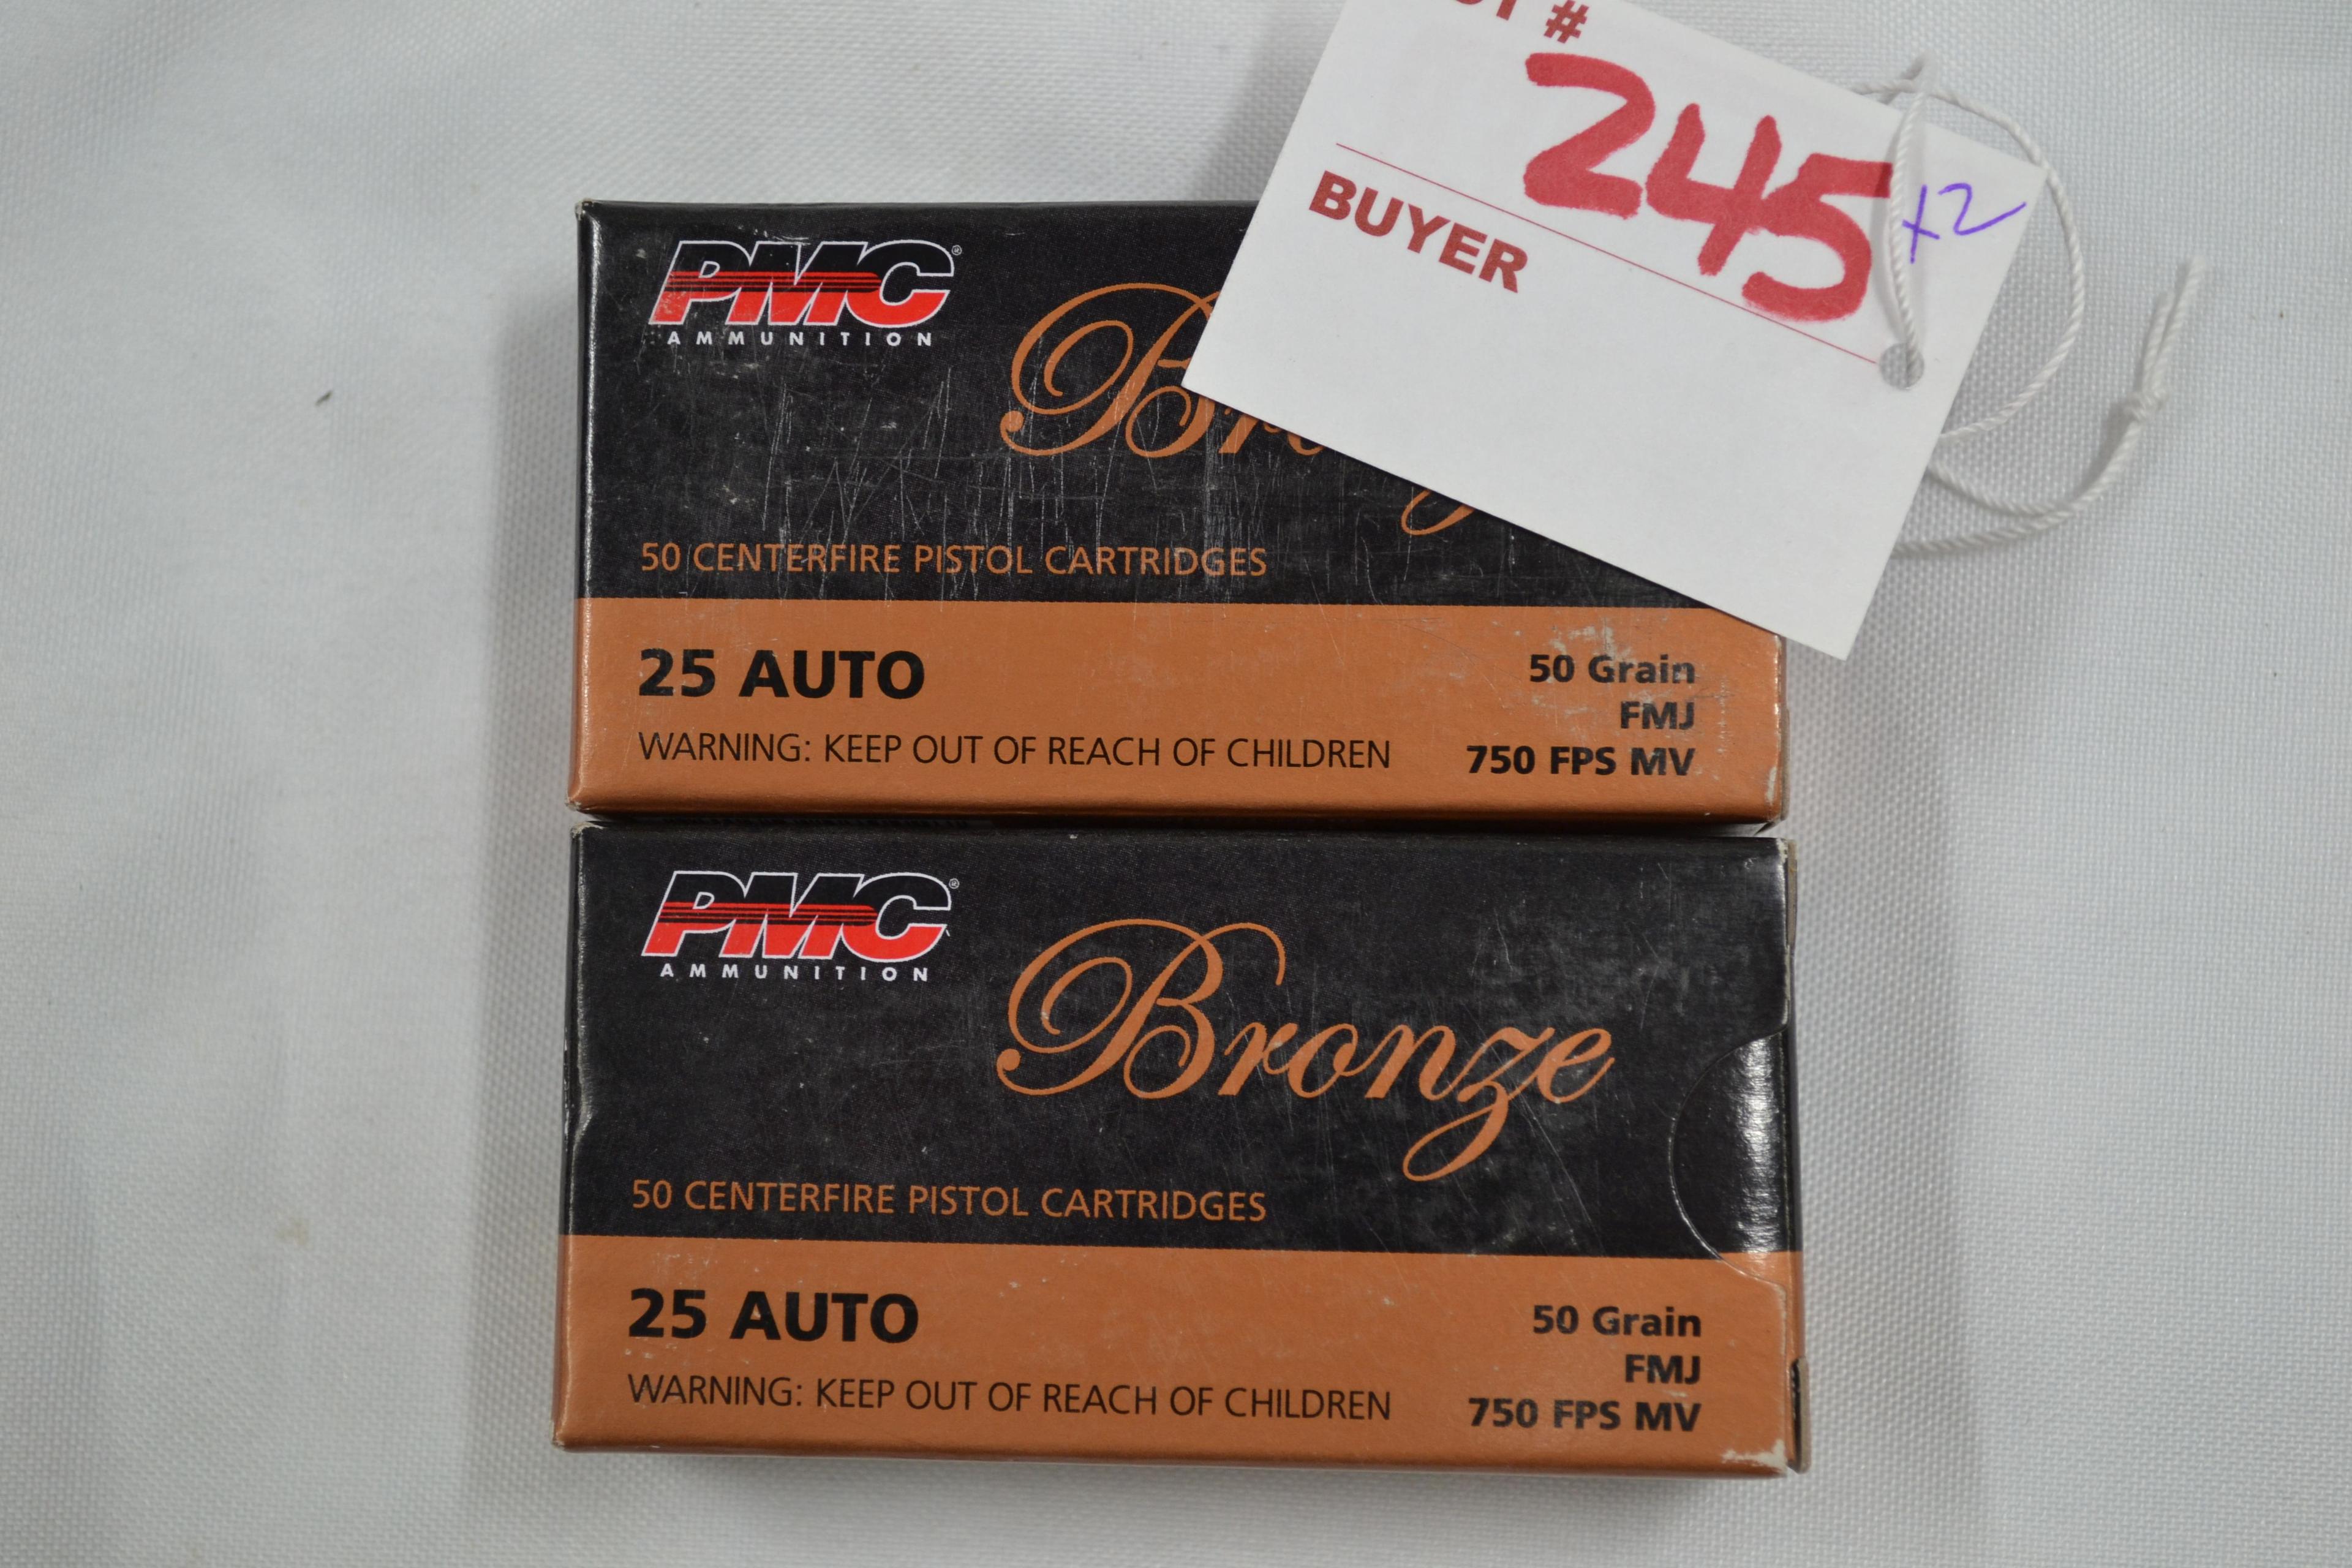 #
245 x2
BUYER
PMC®
AMMUNITION
50 CENTERFIRE PISTOL CARTRIDGES
25 AUTO
WARNING: KEEP OUT OF REACH OF CHILDREN
50 Grain
FMJ
750 FPS MV
PMC®
AMMUNITION
Bronze
50 CENTERFIRE PISTOL CARTRIDGES
25 AUTO
WARNING: KEEP OUT OF REACH OF CHILDREN
50 Grain
FMJ
750 FPS MV